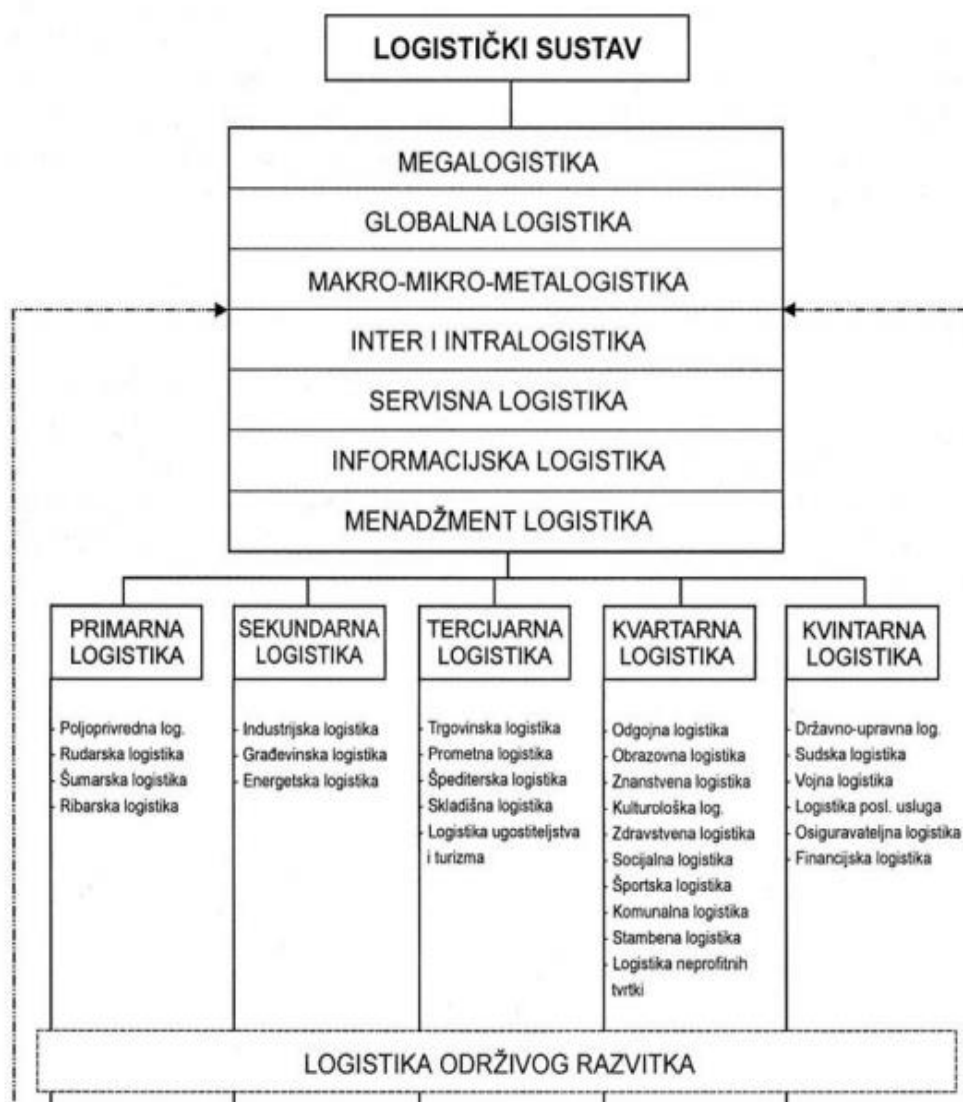 LOGISTIČKI SUSTAV
MEGALOGISTIKA
GLOBALNA LOGISTIKA
MAKRO-MIKRO-METALOGISTIKA
INTER I INTRALOGISTIKA
SERVISNA LOGISTIKA
INFORMACIJSKA LOGISTIKA
MENADŽMENT LOGISTIKA
PRIMARNA
LOGISTIKA
- Poljoprivredna log.
- Rudarska logistika
- Šumarska logistika
- Ribarska logistika
SEKUNDARNA
LOGISTIKA
- Industrijska logistika
- Građevinska logistika
- Energetska logistika
TERCIJARNA
LOGISTIKA
- Trgovinska logistika
- Prometna logistika
- Špediterska logistika
- Skladišna logistika
- Logistika ugostiteljstva
i turizma
KVARTARNA
LOGISTIKA
- Odgojna logistika
- Obrazovna logistika
- Znanstvena logistika
- Kulturološka log.
- Zdravstvena logistika
- Socijalna logistika
- Športska logistika
- Komunalna logistika
- Stambena logistika
- Logistika neprofitnih
tvrtki
KVINTARNA
LOGISTIKA
- Državno-upravna log.
- Sudska logistika
- Vojna logistika
- Logistika posl. usluga
- Osiguravateljna logistika
- Financijska logistika
LOGISTIKA ODRŽIVOG RAZVITKA